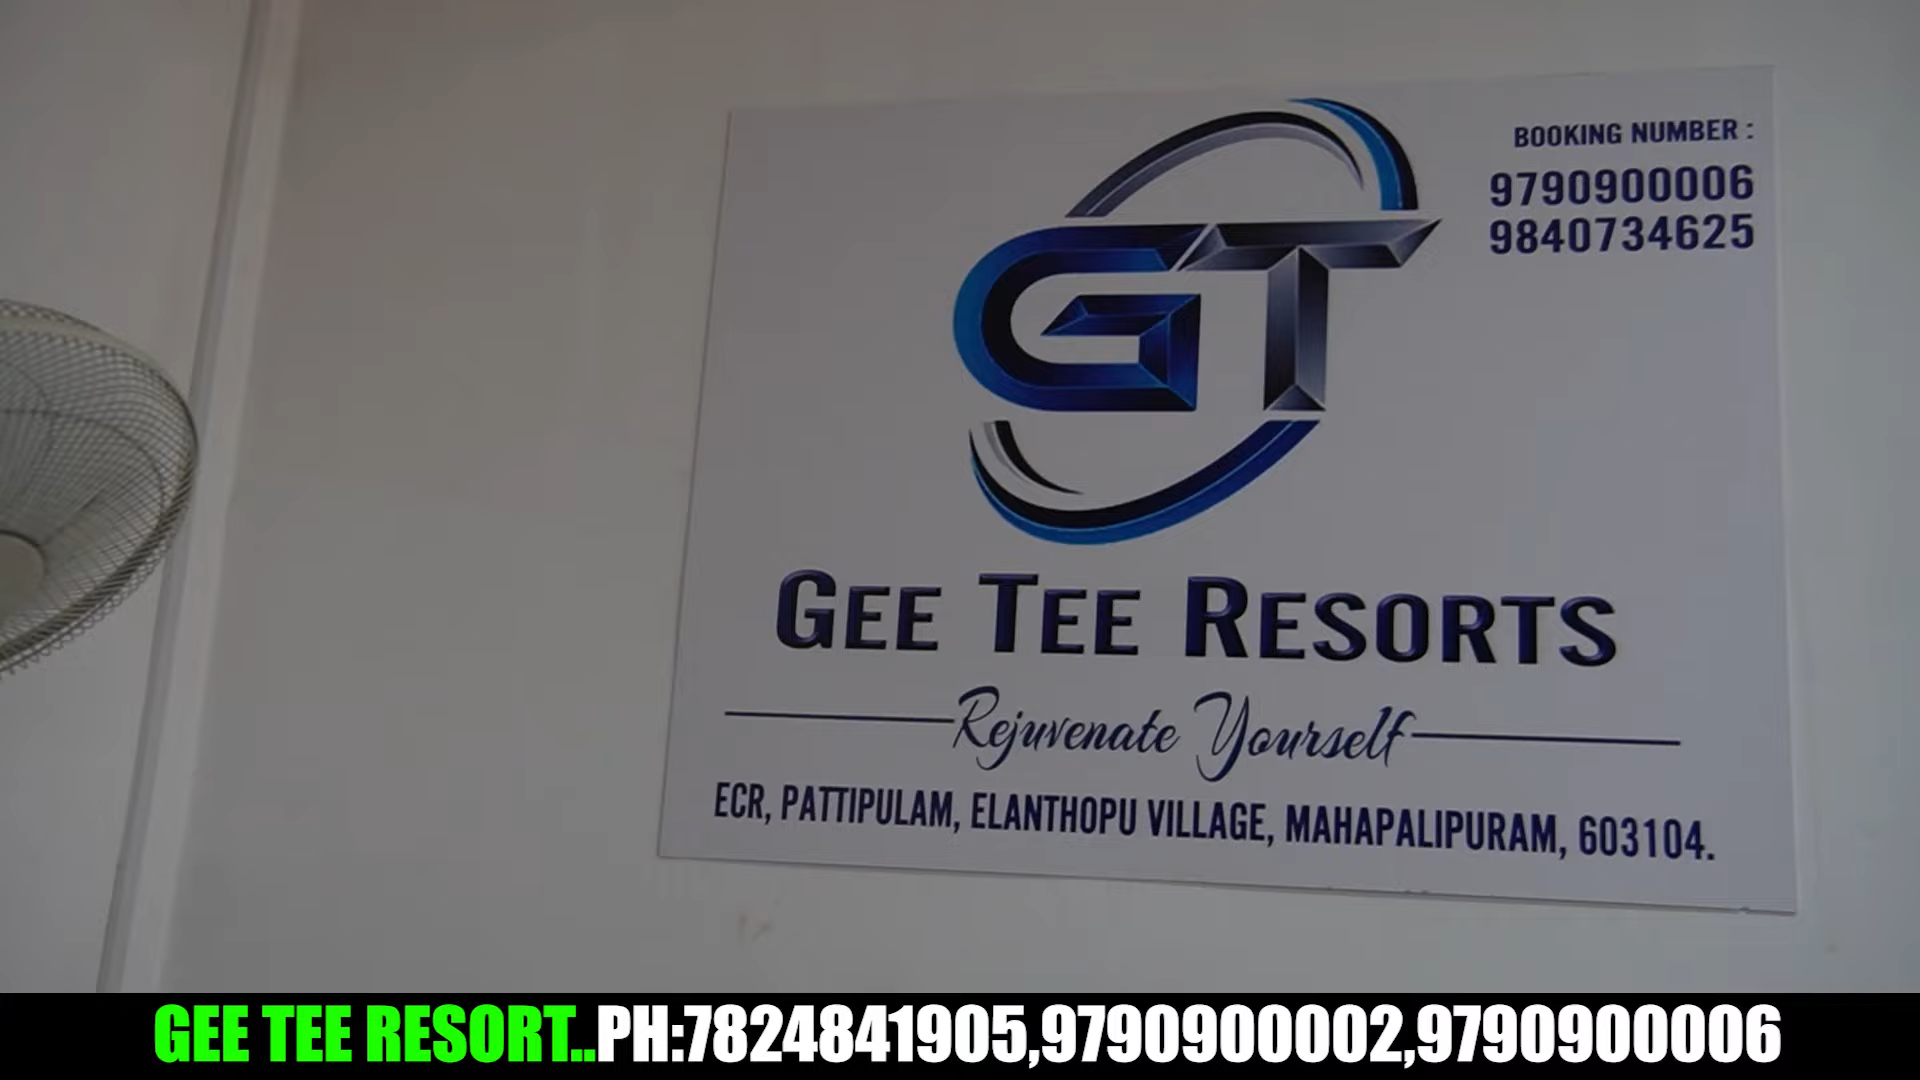 BOOKING NUMBER :
9790900006
9840734625
GT
GEE TEE RESORTS
Rejuvenate Yourself
ECR, PATTIPULAM, ELANTHOPU VILLAGE, MAHAPALIPURAM, 603104.
GEE TEE RESORT..PH:7824841905,9790900002,9790900006